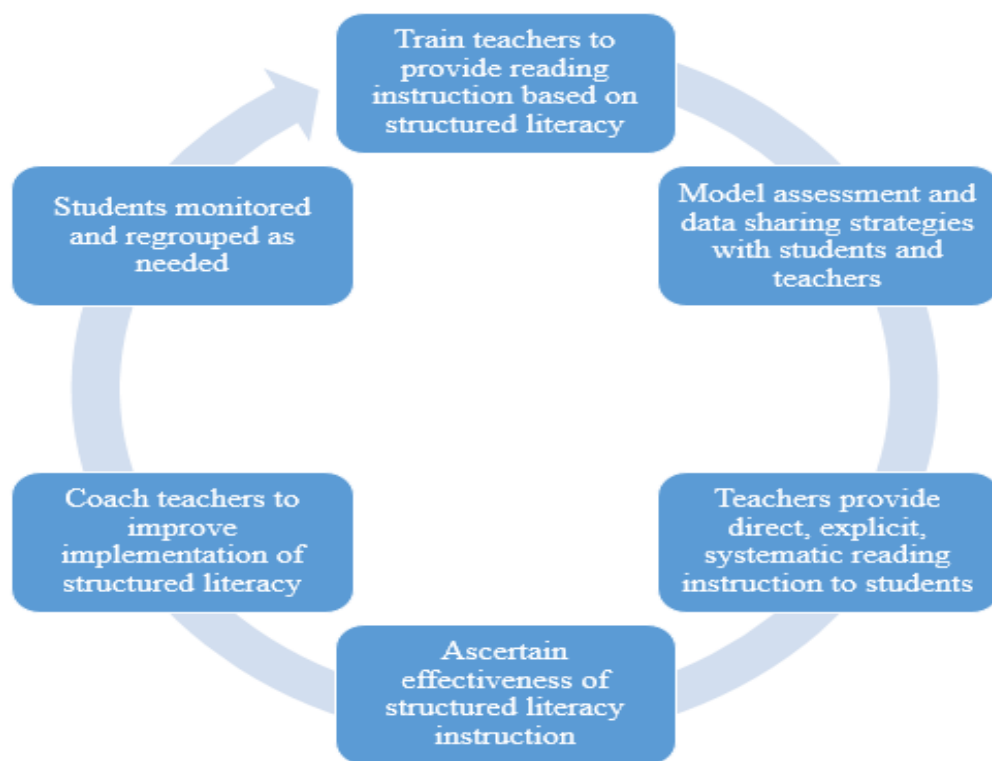 Train teachers to
provide reading
instruction based on
structured literacy
Model assessment and
data sharing strategies
with students and
teachers
Teachers provide
direct, explicit,
systematic reading
instruction to students
Ascertain
effectiveness of
structured literacy
instruction
Coach teachers to
improve
implementation of
structured literacy
Students monitored
and regrouped as
needed